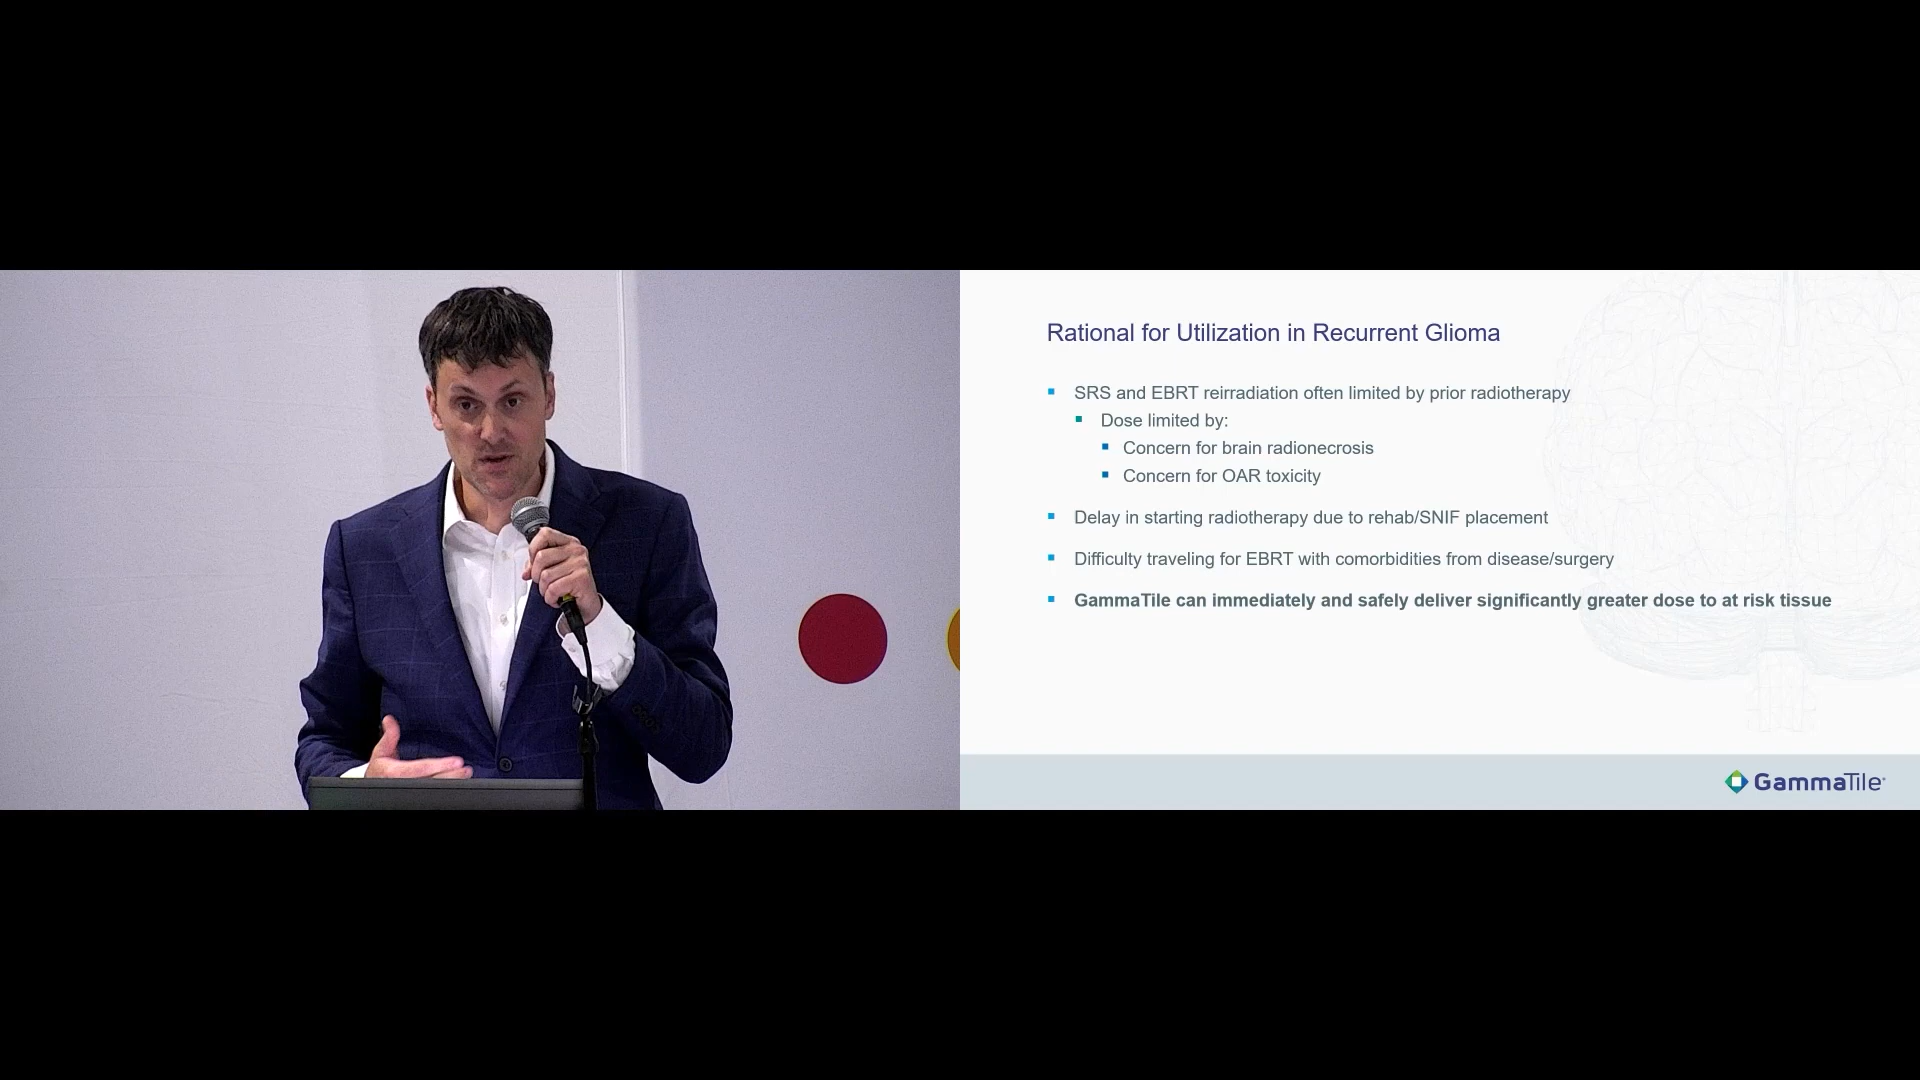 Rational for Utilization in Recurrent Glioma
SRS and EBRT reirradiation often limited by prior radiotherapy
Dose limited by:
Concern for brain radionecrosis
Concern for OAR toxicity
Delay in starting radiotherapy due to rehab/SNIF placement
Difficulty traveling for EBRT with comorbidities from disease/surgery
GammaTile can immediately and safely deliver significantly greater dose to at risk tissue
GammaTile